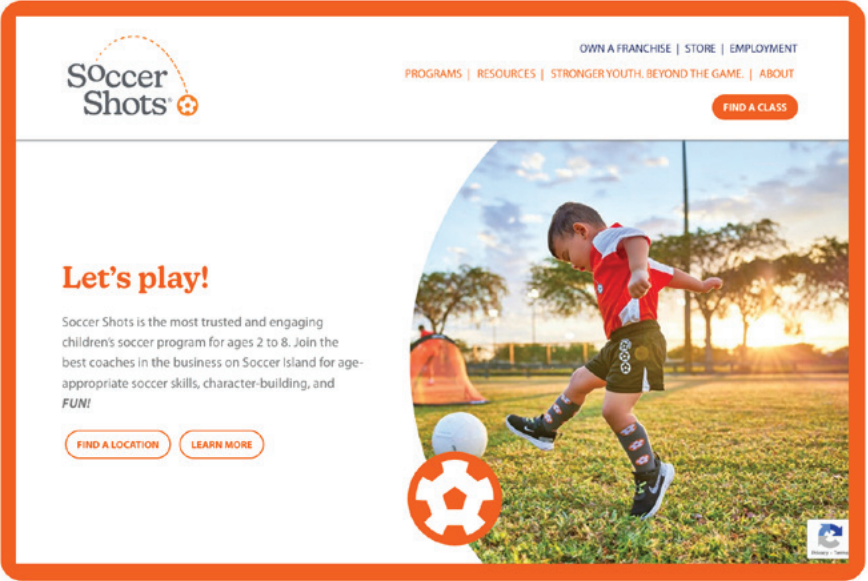 Soccer
Shots®
OWN A FRANCHISE | STORE | EMPLOYMENT
PROGRAMS | RESOURCES | STRONGER YOUTH. BEYOND THE GAME. | ABOUT
FIND A CLASS
Let's play!
Soccer Shots is the most trusted and engaging
children's soccer program for ages 2 to 8. Join the
best coaches in the business on Soccer Island for age-
appropriate soccer skills, character-building, and
FUN!
FIND A LOCATION
LEARN MORE
Privacy - Terms